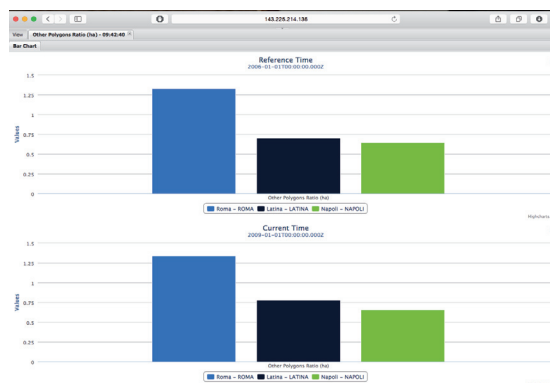 143.225.214.136
View Other Polygons Ratio (ha) - 09:42:40
Bar Chart
Reference Time
2006-01-01T00:00:00.000Z
1.5
1.25
1
0.75
0.5
0.25
0
Values
Other Polygons Ratio (ha)
Roma - ROMA Latina - LATINA Napoli - NAPOLI
Highcharts
Current Time
2009-01-01T00:00:00.000Z
1.5
1.25
1
0.75
0.5
0.25
0
Values
Other Polygons Ratio (ha)
Roma - ROMA Latina - LATINA Napoli - NAPOLI